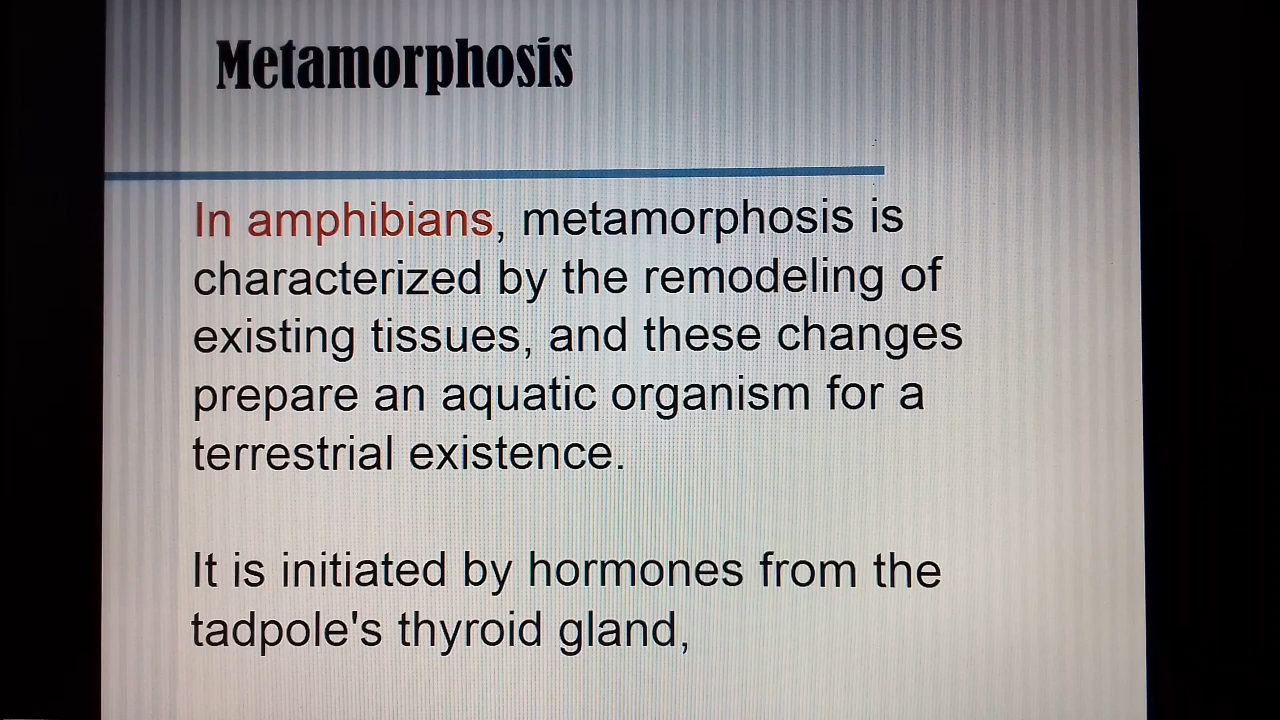 Metamorphosis
In amphibians, metamorphosis is
characterized by the remodeling of
existing tissues, and these changes
prepare an aquatic organism for a
terrestrial existence.
It is initiated by hormones from the
tadpole's thyroid gland,